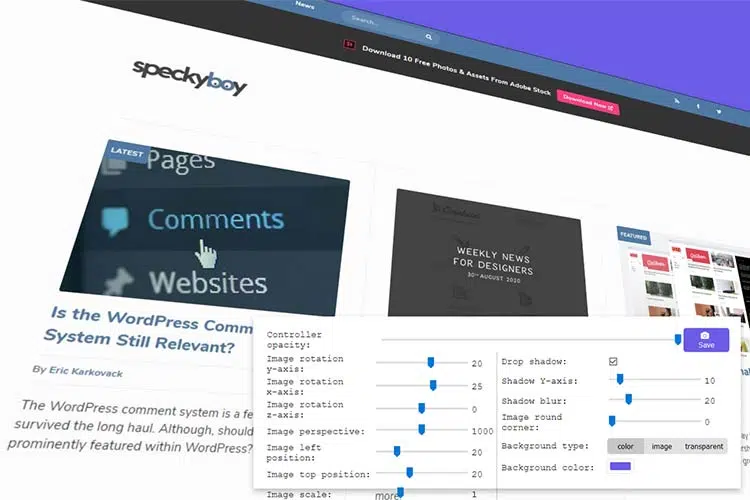 News
Search...
Download 10 Free Photos & Assets From Adobe Stock
Download Now
speckyboy
LATEST
Pages
Comments
Websites
WEEKLY NEWS
FOR DESIGNERS
30TH AUGUST 2020
FEATURED
Is the WordPress Comm
System Still Relevant?
By Eric Karkovack
The WordPress comment system is a fe
survived the long haul. Although, should
prominently featured within WordPress?
more
Controller
opacity:
Save
Image rotation
y-axis:
20
Image rotation
x-axis:
25
Image rotation
z-axis:
0
Image perspective:
1000
Image left
position:
20
Image top position:
20
Image scale:
1
Drop shadow:
Shadow Y-axis:
10
Shadow blur:
20
Image round
corner:
0
Background type:
color image transparent
Background color: